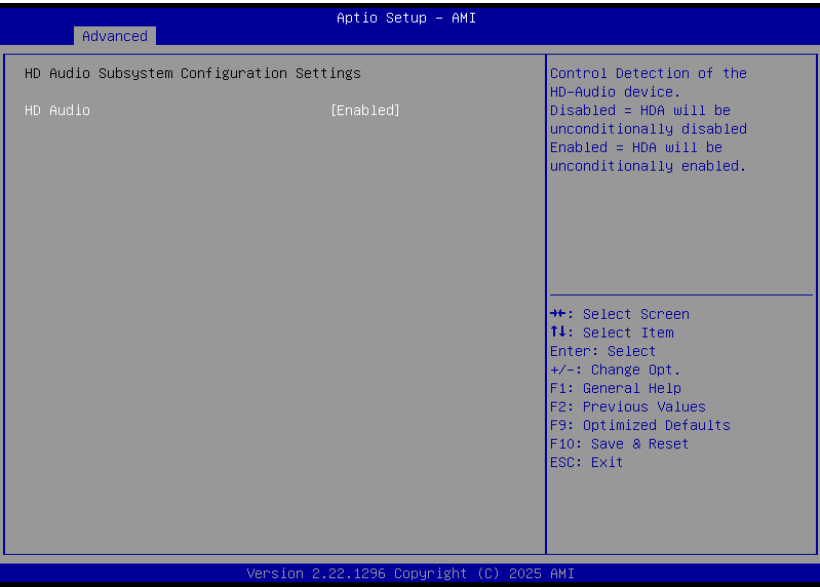 Aptio Setup – AMI
Advanced
HD Audio Subsystem Configuration Settings
HD Audio [Enabled]
Control Detection of the
HD-Audio device.
Disabled = HDA will be
unconditionally disabled
Enabled = HDA will be
unconditionally enabled.
→←: Select Screen
↑↓: Select Item
Enter: Select
+/-: Change Opt.
F1: General Help
F2: Previous Values
F9: Optimized Defaults
F10: Save & Reset
ESC: Exit
Version 2.22.1296 Copyright (C) 2025 AMI